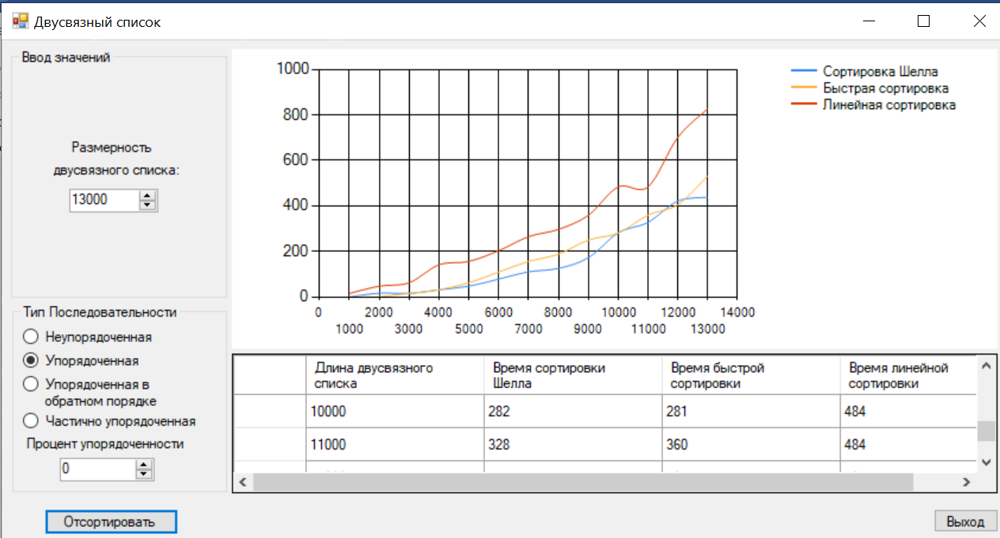 Двусвязный список
Ввод значений
Размерность
двусвязного списка:
13000
Тип Последовательности
Неупорядоченная
Упорядоченная
Упорядоченная в
обратном порядке
Частично упорядоченная
Процент упорядоченности
0
Отсортировать
1000
800
600
400
200
0
0 2000 4000 6000 8000 10000 12000 14000
1000 3000 5000 7000 9000 11000 13000
Сортировка Шелла
Быстрая сортировка
Линейная сортировка
Длина двусвязного Время сортировки Время быстрой Время линейной
списка Шелла сортировки сортировки
10000 282 281 484
11000 328 360 484
Выход